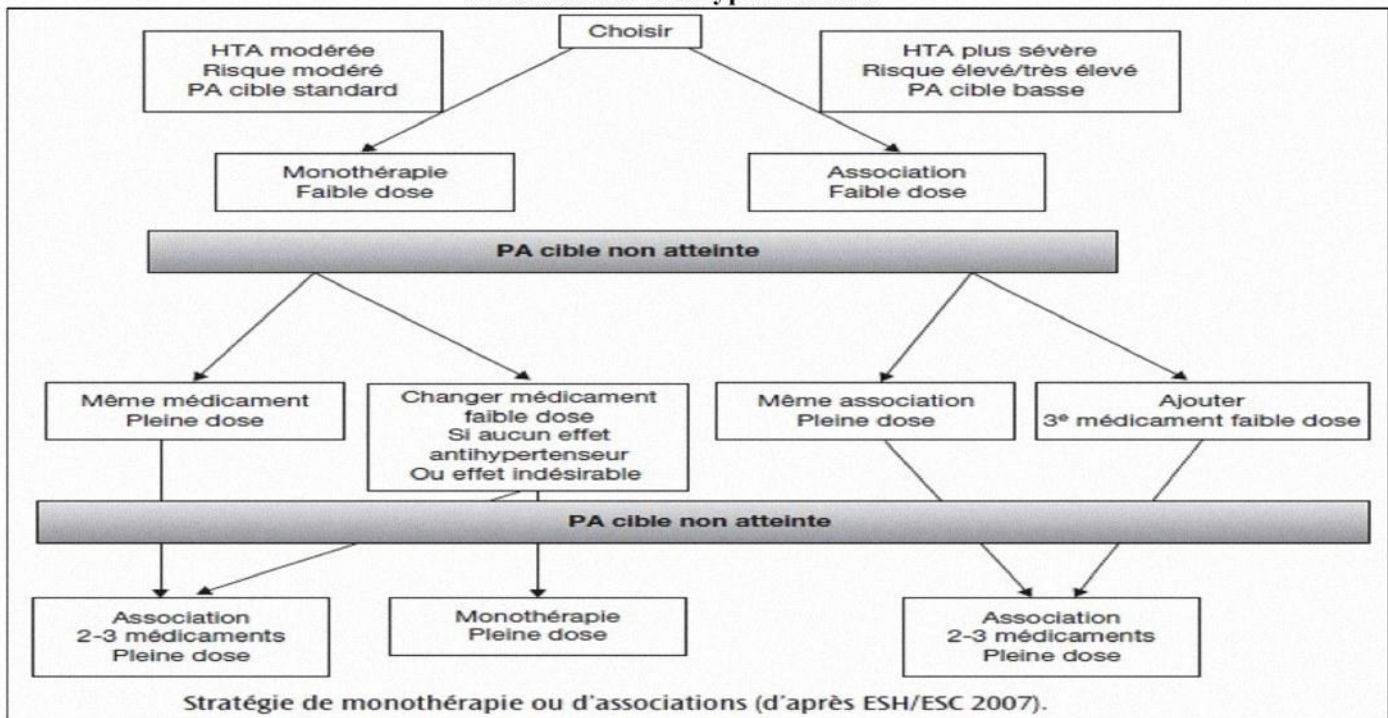 Choisir
HTA modérée
Risque modéré
PA cible standard
HTA plus sévère
Risque élevé/très élevé
PA cible basse
Monothérapie
Faible dose
Association
Faible dose
PA cible non atteinte
Même médicament
Pleine dose
Changer médicament
faible dose
Si aucun effet
antihypertenseur
Ou effet indésirable
Même association
Pleine dose
Ajouter
3e médicament faible dose
PA cible non atteinte
Association
2-3 médicaments
Pleine dose
Monothérapie
Pleine dose
Association
2-3 médicaments
Pleine dose
Stratégie de monothérapie ou d'associations (d'après ESH/ESC 2007).